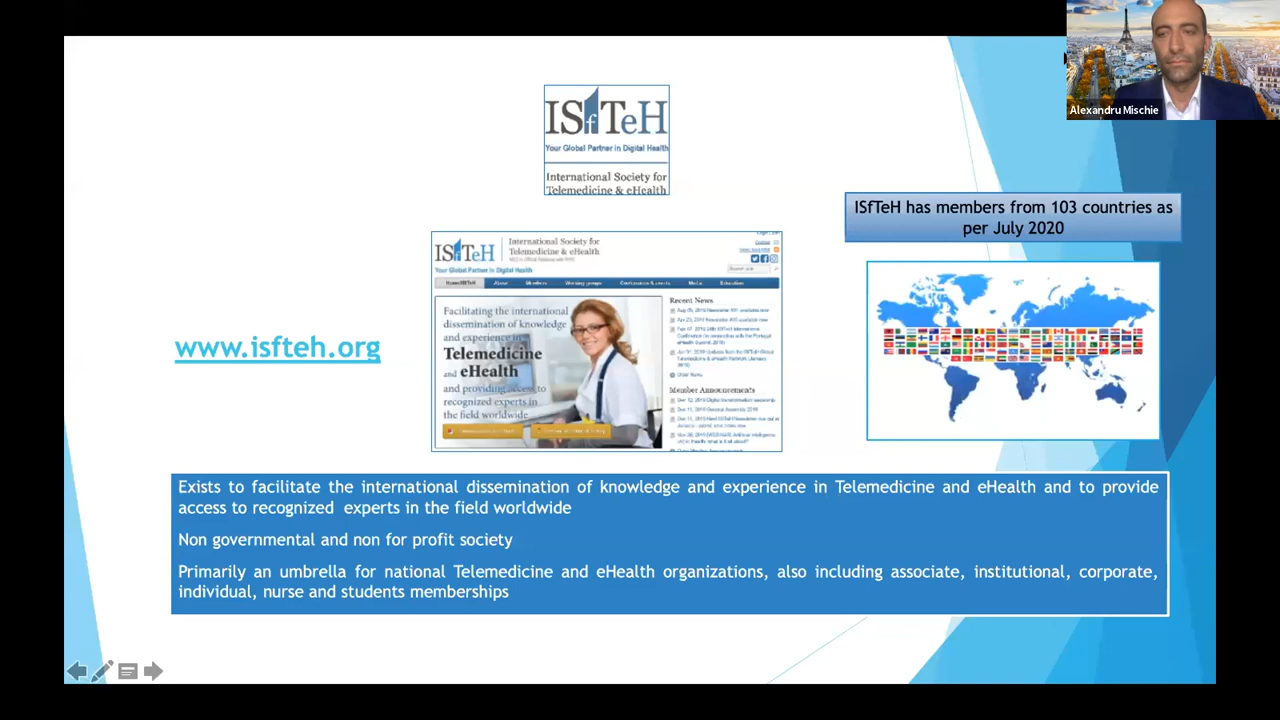 Alexandru Mischie
ISfTeH
Your Global Partner in Digital Health
International Society for
Telemedicine & eHealth
ISfTeH has members from 103 countries as
per July 2020
ISfTeH
International Society for
Telemedicine & eHealth
Your Global Partner in Digital Health
About Members Working groups Media Education
Facilitating the international
dissemination of knowledge
and experience in
Telemedicine
and eHealth
and providing access to
recognized experts in
the field worldwide
Recent News
Member Announcements
www.isfteh.org
Exists to facilitate the international dissemination of knowledge and experience in Telemedicine and eHealth and to provide
access to recognized experts in the field worldwide
Non governmental and non for profit society
Primarily an umbrella for national Telemedicine and eHealth organizations, also including associate, institutional, corporate,
individual, nurse and students memberships